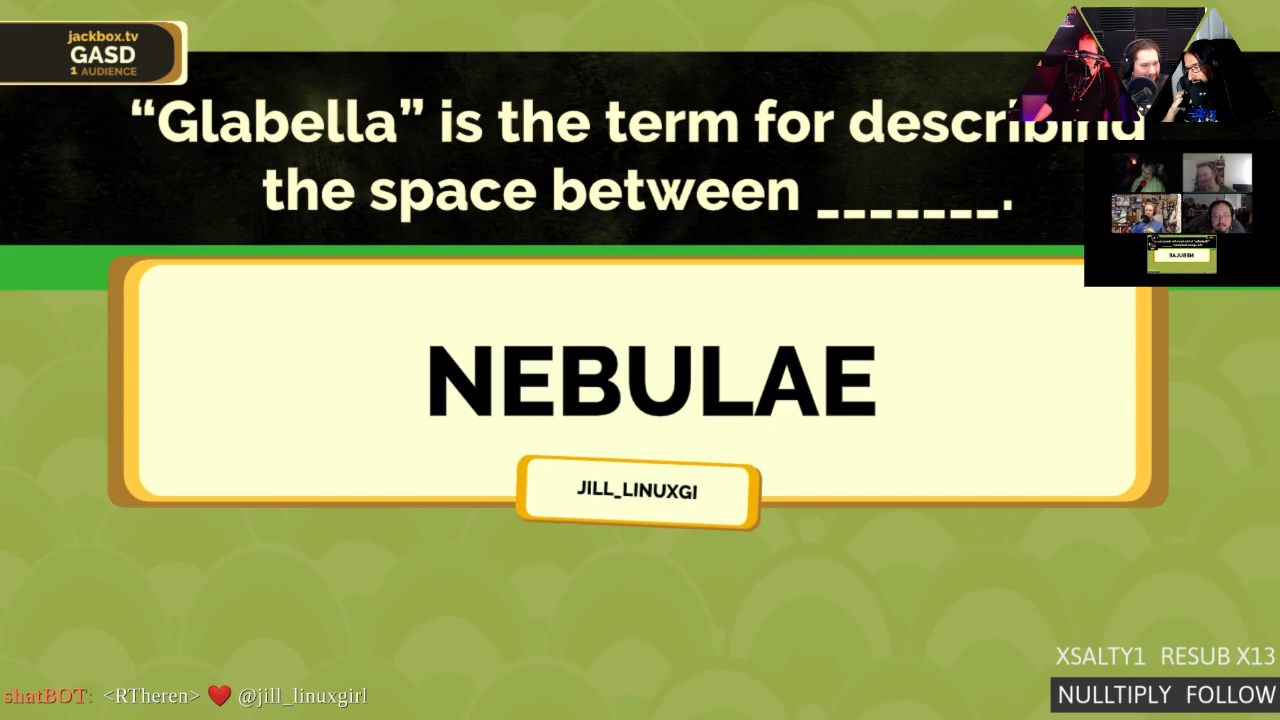 jackbox.tv
GASD
1 AUDIENCE
“Glabella” is the term for describing
the space between _______.
NEBULAE
JILL_LINUXGI
XSALTY1 RESUB X13
NULLTIPLY FOLLOW
shatBOT: <RTheren> ❤️ @jill_linuxgirl